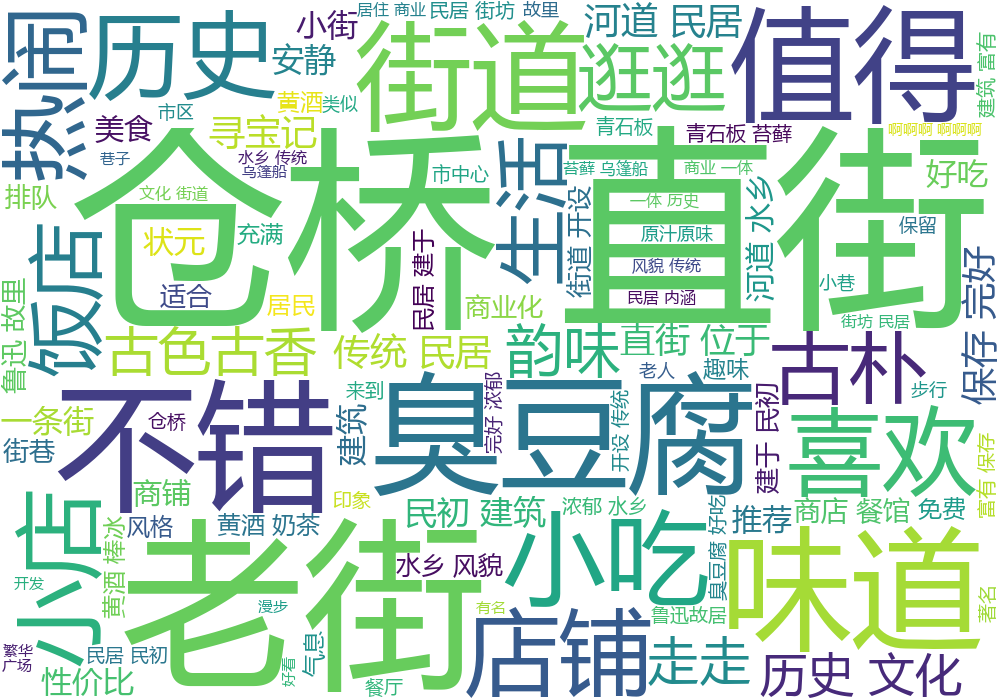 居住 商业
民居 街坊
故里
热闹
历史
小街
安静
街道
河道 民居
逛逛
值得
建筑 富有
市区
美食
寻宝记
黄酒
类似
青石板
青石板 苔藓
啊啊啊 啊啊啊
巷子
水乡 传统
乌篷船
市中心
苔藓 乌篷船
商业 一体
好吃
排队
文化 街道
仓桥直街
生活
街道 开设
一体 历史
原汁原味
河道 水乡
保留
饭店
状元
充满
民居 建于
风貌 传统
小巷
完好
鲁迅 故里
适合
居民
商业化
民居 内涵
街坊 民居
古色古香
传统 民居
韵味
直街 位于
古朴
保存
一条街
不错
仓桥
来到
臭豆腐
完好 浓郁
老人
趣味
建于 民初
步行
喜欢
街巷
建筑
开设 传统
富有 保存
小店
商铺
印象
民初 建筑
浓郁 水乡
臭豆腐 好吃
推荐
商店 餐馆
免费
黄酒 棒冰
风格
黄酒 奶茶
老街
水乡 风貌
小吃
味道
开发
漫步
有名
鲁迅故居
著名
繁华
广场
民居 民初
气息
好看
店铺
走走
历史 文化
性价比
餐厅